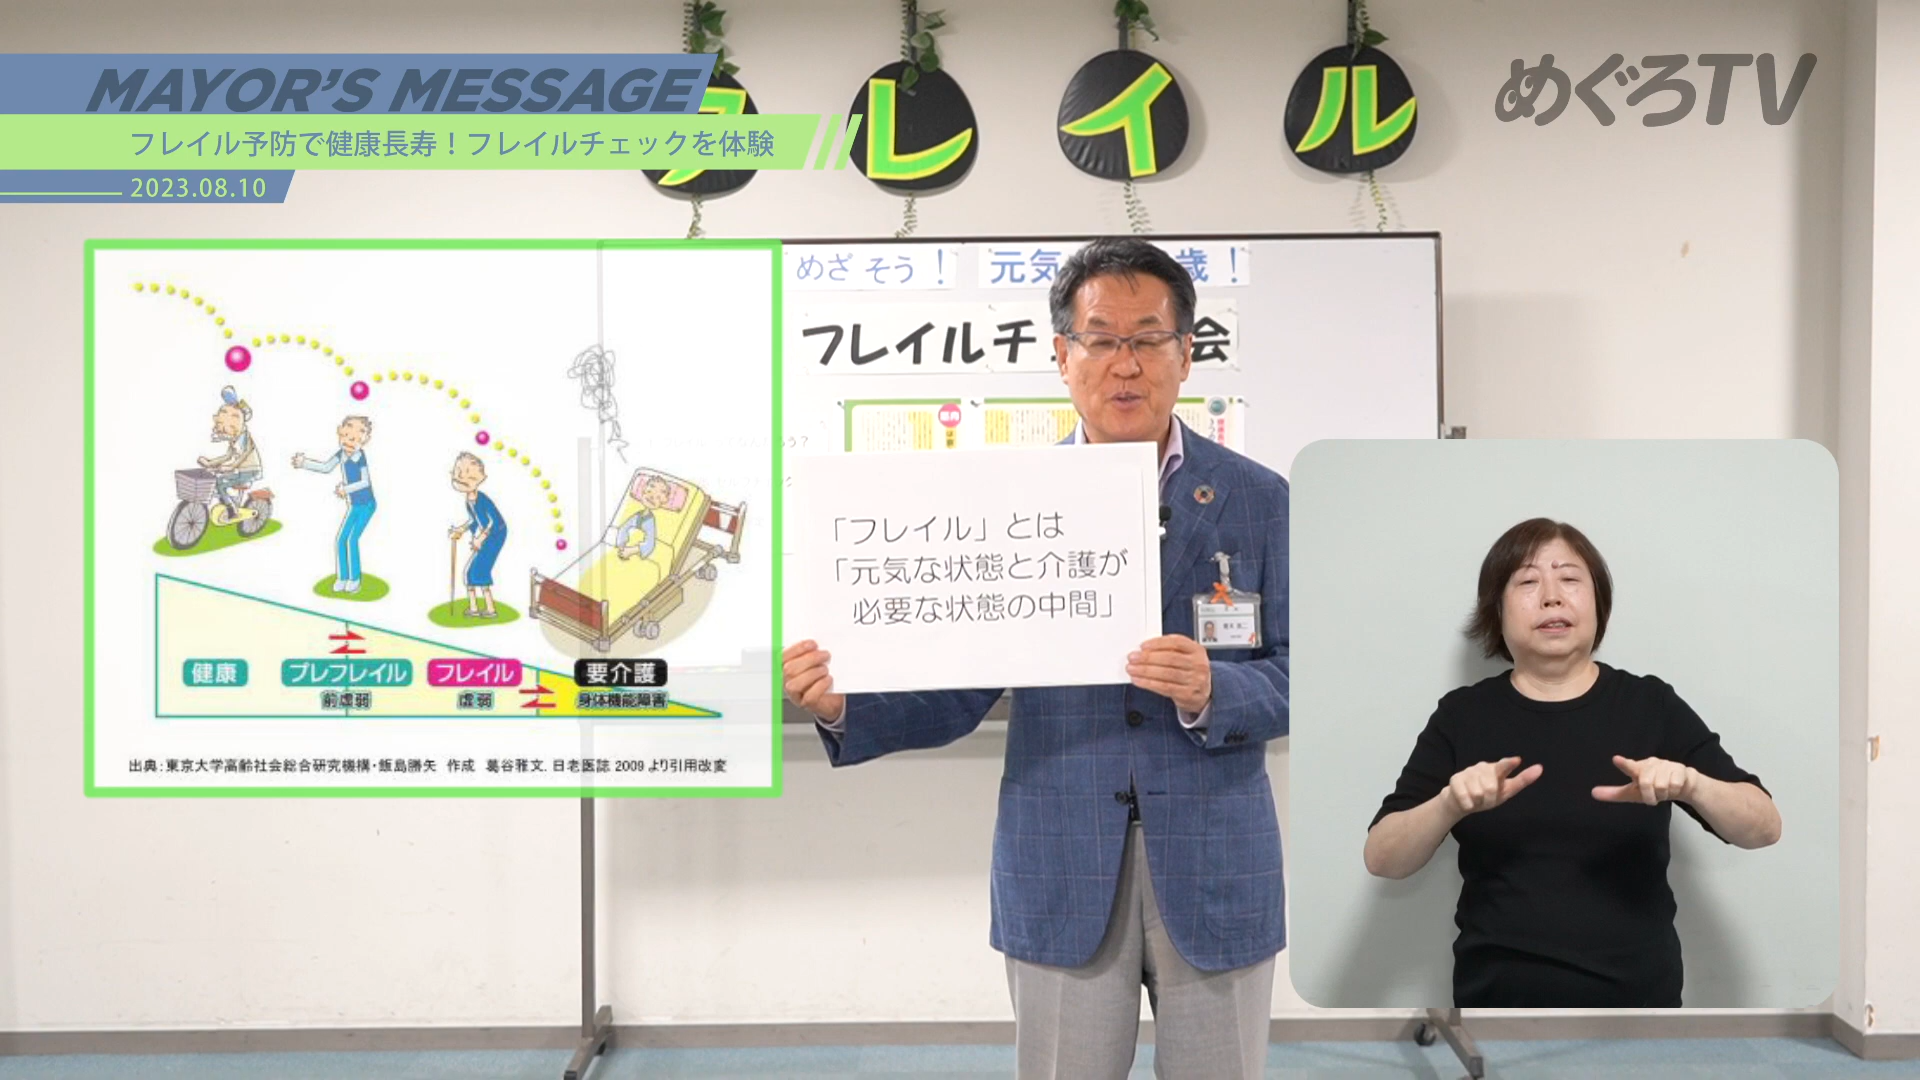 MAYOR'S MESSAGE
フレイル予防で健康長寿！フレイルチェックを体験
2023.08.10
めぐろTV
フレイル
めざそう！ 元気 歳！
フレイルチ 会
「フレイル」とは
「元気な状態と介護が
必要な状態の中間」
健康
プレフレイル
前虚弱
フレイル
虚弱
要介護
身体機能障害
出典：東京大学高齢社会総合研究機構・飯島勝矢 作成 葛谷雅文. 日老医誌 2009 より引用改変